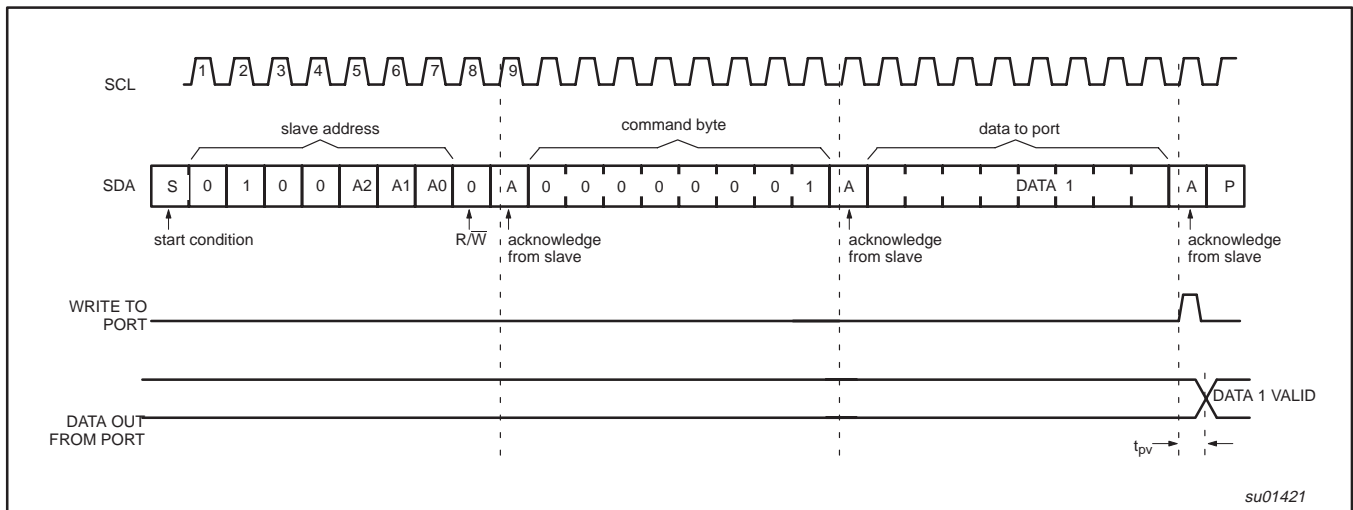 SCL 1 2 3 4 5 6 7 8 9
slave address command byte data to port
SDA S 0 1 0 0 A2 A1 A0 0 A 0 0 0 0 0 0 0 1 A DATA 1 A P
start condition R/W̅ acknowledge from slave acknowledge from slave acknowledge from slave
WRITE TO
PORT
DATA 1 VALID
DATA OUT
FROM PORT
tpv
su01421